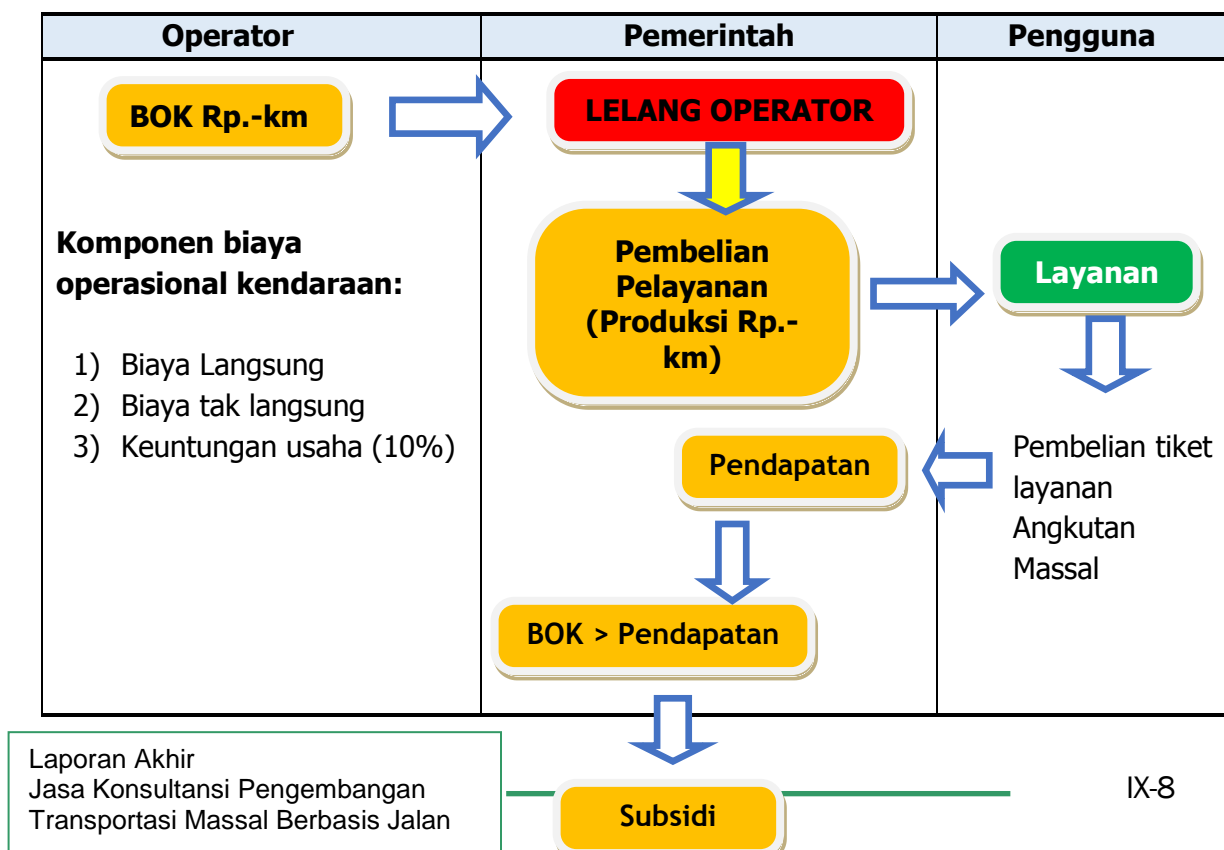 Operator
Pemerintah
Pengguna
BOK Rp.-km
LELANG OPERATOR
Komponen biaya
operasional kendaraan:
1) Biaya Langsung
2) Biaya tak langsung
3) Keuntungan usaha (10%)
Pembelian
Pelayanan
(Produksi Rp.-
km)
Layanan
Pembelian tiket
layanan
Angkutan
Massal
Pendapatan
BOK > Pendapatan
Subsidi
Laporan Akhir
Jasa Konsultansi Pengembangan
Transportasi Massal Berbasis Jalan
IX-8